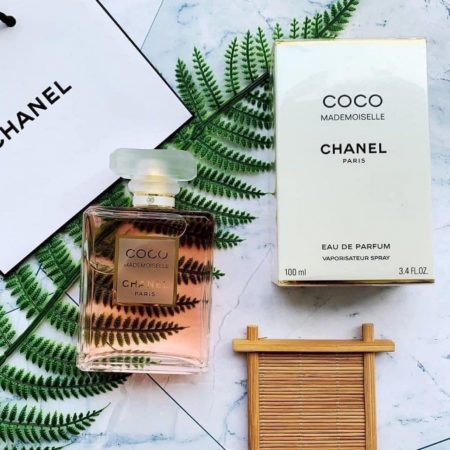 CHANEL
COCO
MADEMOISELLE
CHANEL
PARIS
EAU DE PARFUM
VAPORISATEUR SPRAY
100 ml 3.4 FL.OZ.
COCO
MADEMOISELLE
CHANEL
PARIS